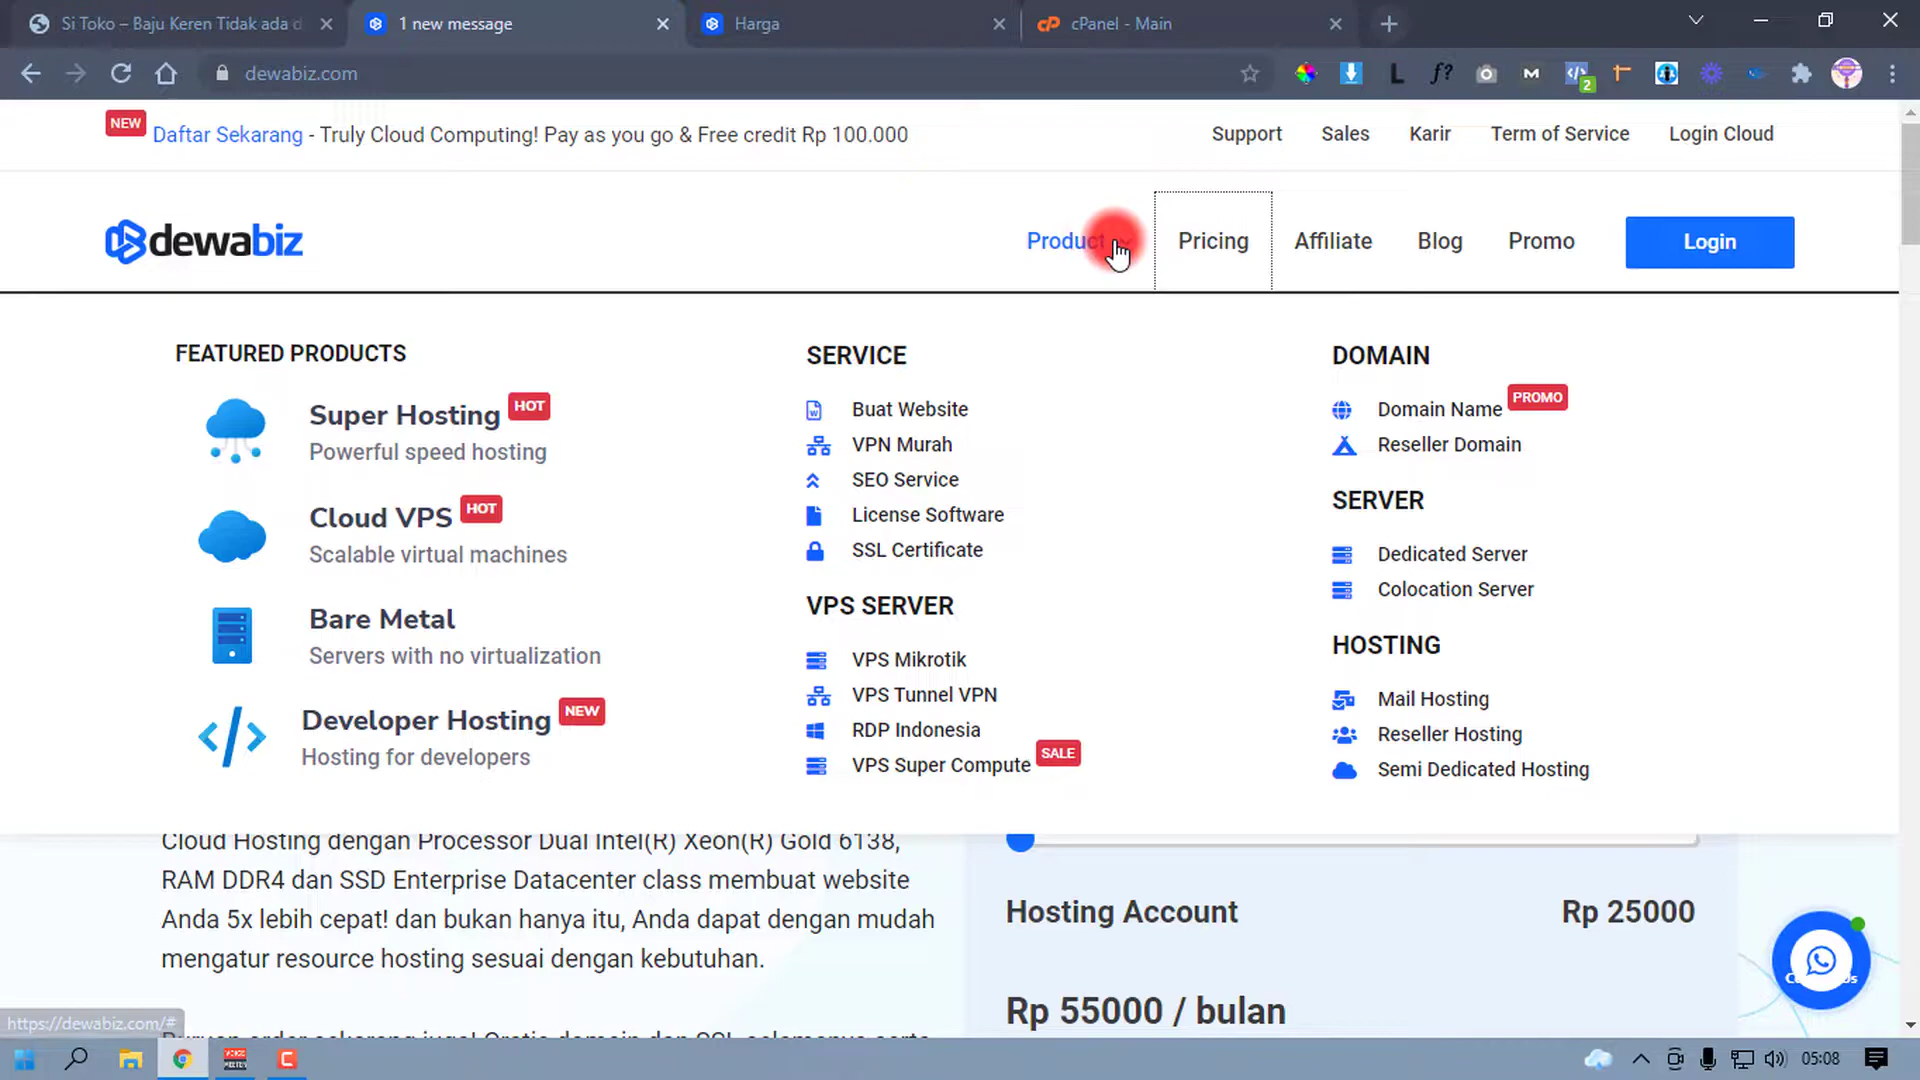 Si Toko – Baju Keren Tidak ada d
1 new message
Harga
cPanel - Main
dewabiz.com
2
NEW
Daftar Sekarang - Truly Cloud Computing! Pay as you go & Free credit Rp 100.000
Support
Sales
Karir
Term of Service
Login Cloud
dewabiz
Product
Pricing
Affiliate
Blog
Promo
Login
FEATURED PRODUCTS
Super Hosting HOT
Powerful speed hosting
Cloud VPS HOT
Scalable virtual machines
Bare Metal
Servers with no virtualization
Developer Hosting NEW
Hosting for developers
SERVICE
Buat Website
VPN Murah
SEO Service
License Software
SSL Certificate
VPS SERVER
VPS Mikrotik
VPS Tunnel VPN
RDP Indonesia
VPS Super Compute SALE
DOMAIN
Domain Name PROMO
Reseller Domain
SERVER
Dedicated Server
Colocation Server
HOSTING
Mail Hosting
Reseller Hosting
Semi Dedicated Hosting
Cloud Hosting dengan Processor Dual Intel(R) Xeon(R) Gold 6138,
RAM DDR4 dan SSD Enterprise Datacenter class membuat website
Anda 5x lebih cepat! dan bukan hanya itu, Anda dapat dengan mudah
mengatur resource hosting sesuai dengan kebutuhan.
Hosting Account
Rp 25000
Rp 55000 / bulan
https://dewabiz.com/#
05:08